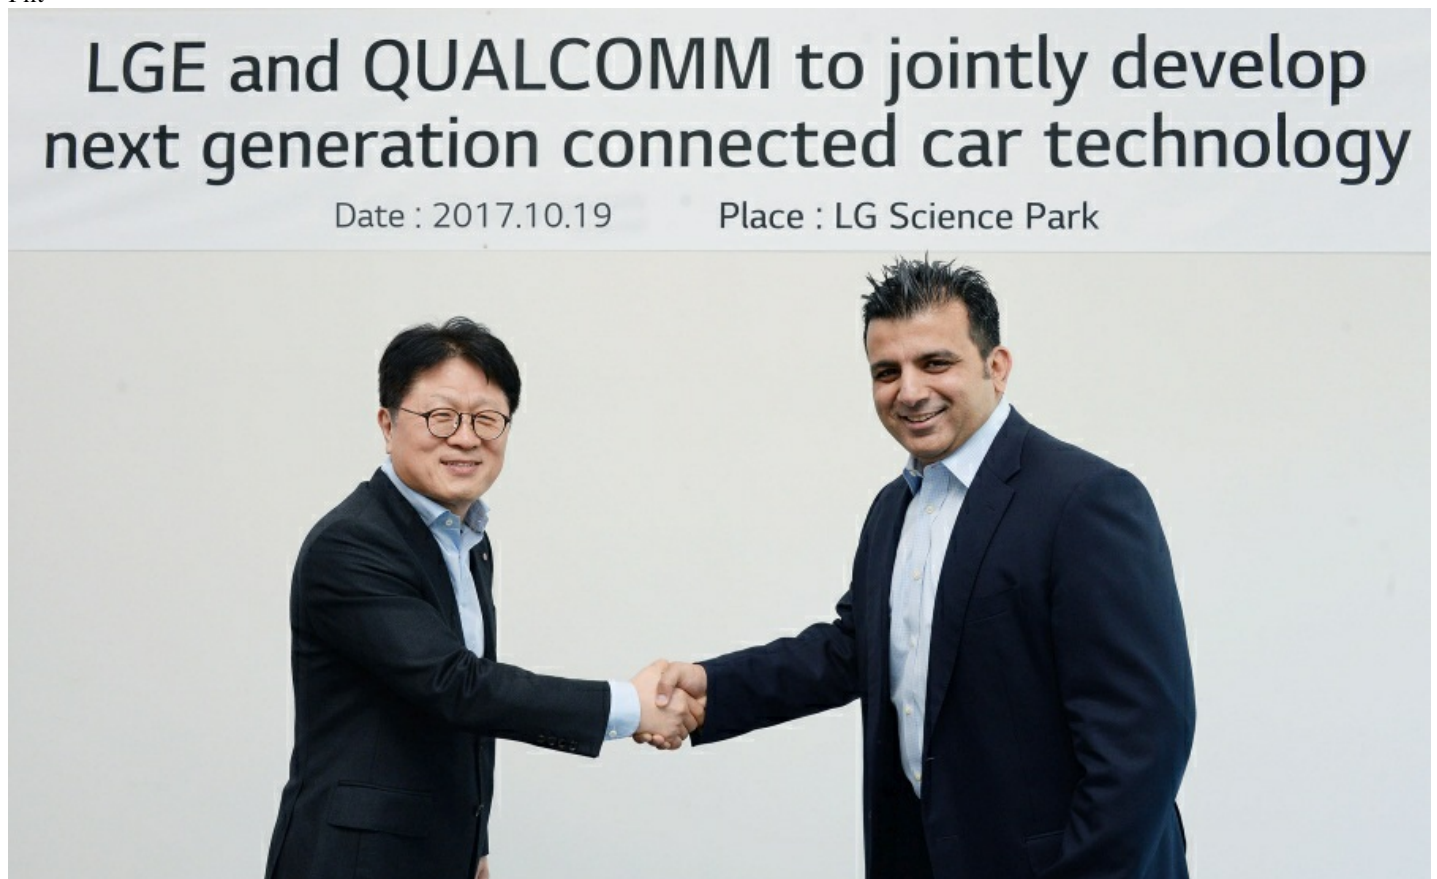 LGE and QUALCOMM to jointly develop
next generation connected car technology
Date : 2017.10.19 Place : LG Science Park